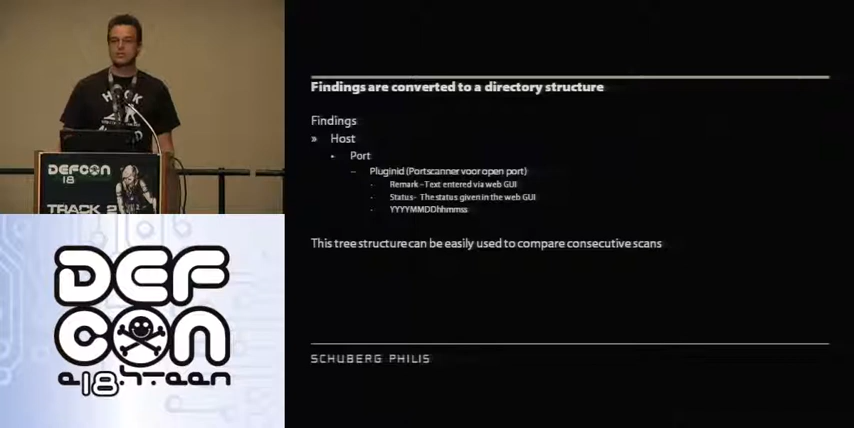 DEFCON
18
TRACK 2
DEF
CON
Findings are converted to a directory structure
Findings
» Host
Port
Pluginid (Portscanner voor open port)
Remark – Text entered via web GUI
Status - The status given in the web GUI
YYYYMMDDhhmmss
This tree structure can be easily used to compare consecutive scans
SCHUBERG PHILIS